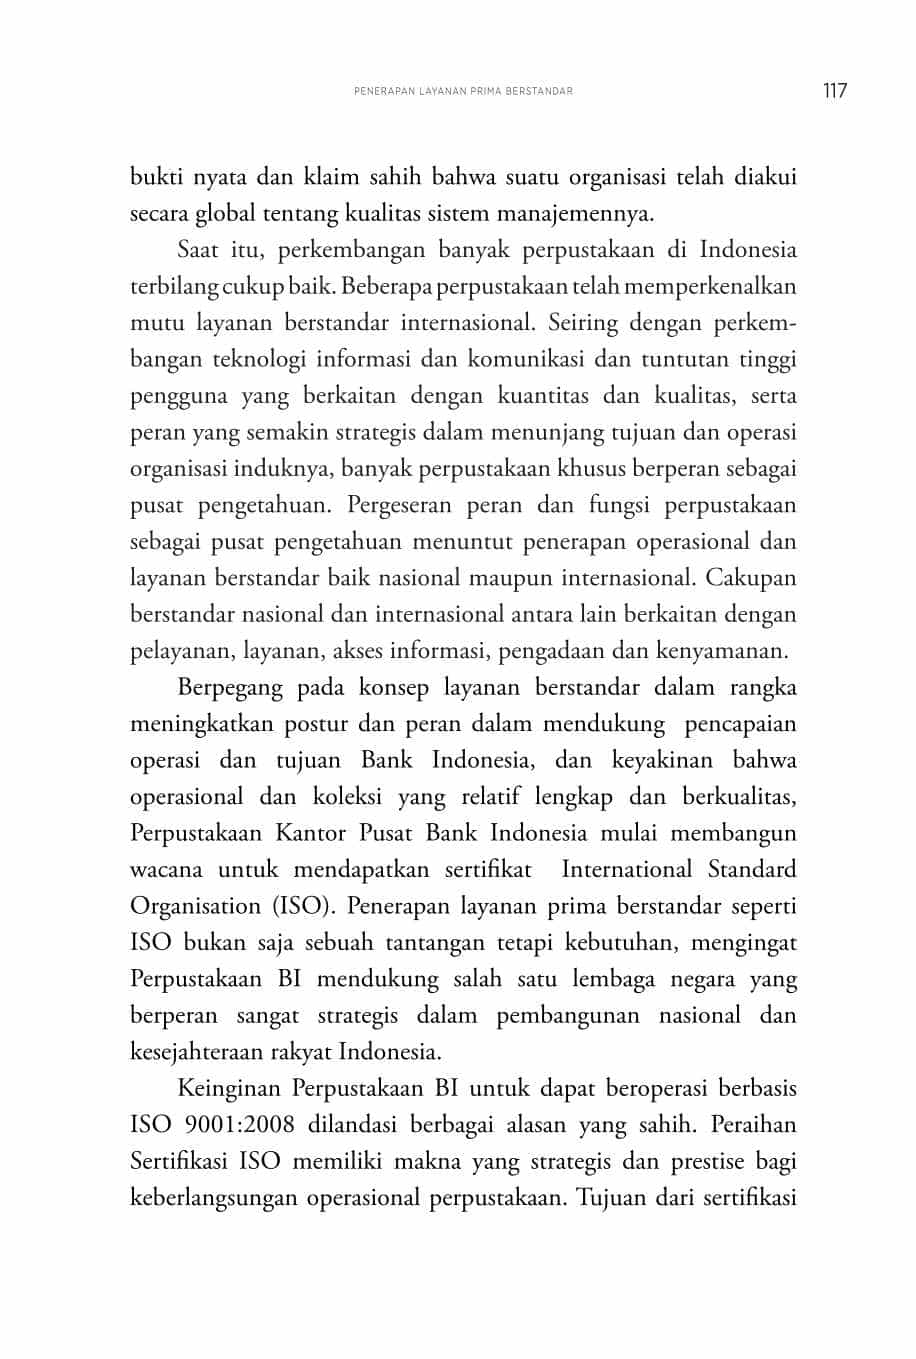 PENERAPAN LAYANAN PRIMA BERSTANDAR 117
bukti nyata dan klaim sahih bahwa suatu organisasi telah diakui
secara global tentang kualitas sistem manajemennya.
Saat itu, perkembangan banyak perpustakaan di Indonesia
terbilang cukup baik. Beberapa perpustakaan telah memperkenalkan
mutu layanan berstandar internasional. Seiring dengan perkem-
bangan teknologi informasi dan komunikasi dan tuntutan tinggi
pengguna yang berkaitan dengan kuantitas dan kualitas, serta
peran yang semakin strategis dalam menunjang tujuan dan operasi
organisasi induknya, banyak perpustakaan khusus berperan sebagai
pusat pengetahuan. Pergeseran peran dan fungsi perpustakaan
sebagai pusat pengetahuan menuntut penerapan operasional dan
layanan berstandar baik nasional maupun internasional. Cakupan
berstandar nasional dan internasional antara lain berkaitan dengan
pelayanan, layanan, akses informasi, pengadaan dan kenyamanan.
Berpegang pada konsep layanan berstandar dalam rangka
meningkatkan postur dan peran dalam mendukung pencapaian
operasi dan tujuan Bank Indonesia, dan keyakinan bahwa
operasional dan koleksi yang relatif lengkap dan berkualitas,
Perpustakaan Kantor Pusat Bank Indonesia mulai membangun
wacana untuk mendapatkan sertifikat International Standard
Organisation (ISO). Penerapan layanan prima berstandar seperti
ISO bukan saja sebuah tantangan tetapi kebutuhan, mengingat
Perpustakaan BI mendukung salah satu lembaga negara yang
berperan sangat strategis dalam pembangunan nasional dan
kesejahteraan rakyat Indonesia.
Keinginan Perpustakaan BI untuk dapat beroperasi berbasis
ISO 9001:2008 dilandasi berbagai alasan yang sahih. Peraihan
Sertifikasi ISO memiliki makna yang strategis dan prestise bagi
keberlangsungan operasional perpustakaan. Tujuan dari sertifikasi